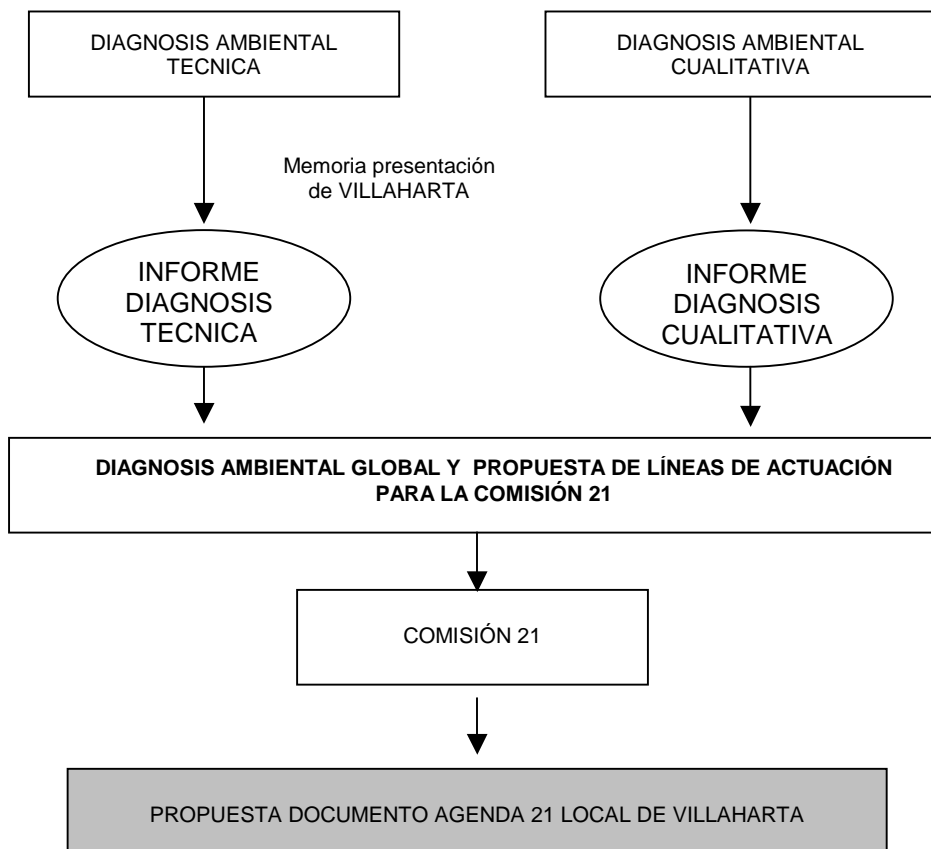 DIAGNOSIS AMBIENTAL
TECNICA
DIAGNOSIS AMBIENTAL
CUALITATIVA
Memoria presentación
de VILLAHARTA
INFORME
DIAGNOSIS
TECNICA
INFORME
DIAGNOSIS
CUALITATIVA
DIAGNOSIS AMBIENTAL GLOBAL Y PROPUESTA DE LÍNEAS DE ACTUACIÓN
PARA LA COMISIÓN 21
COMISIÓN 21
PROPUESTA DOCUMENTO AGENDA 21 LOCAL DE VILLAHARTA